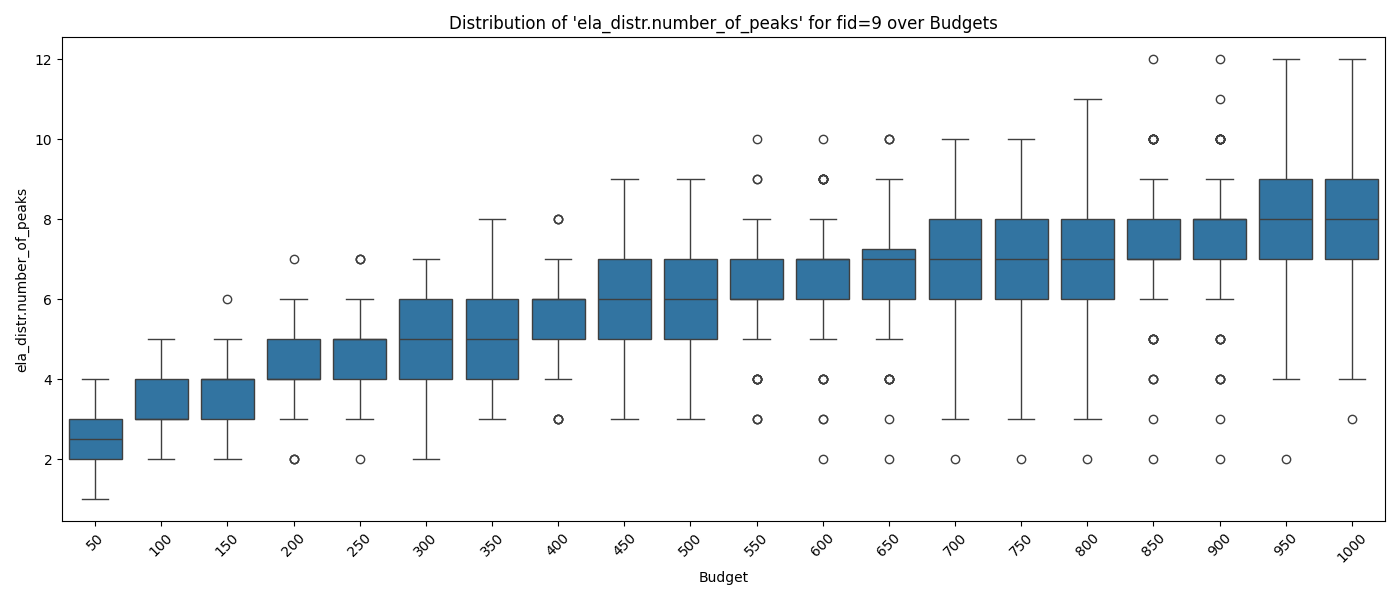 Distribution of 'ela_distr.number_of_peaks' for fid=9 over Budgets
ela_distr.number_of_peaks
12
10
8
6
4
2
50 100 150 200 250 300 350 400 450 500 550 600 650 700 750 800 850 900 950 1000
Budget